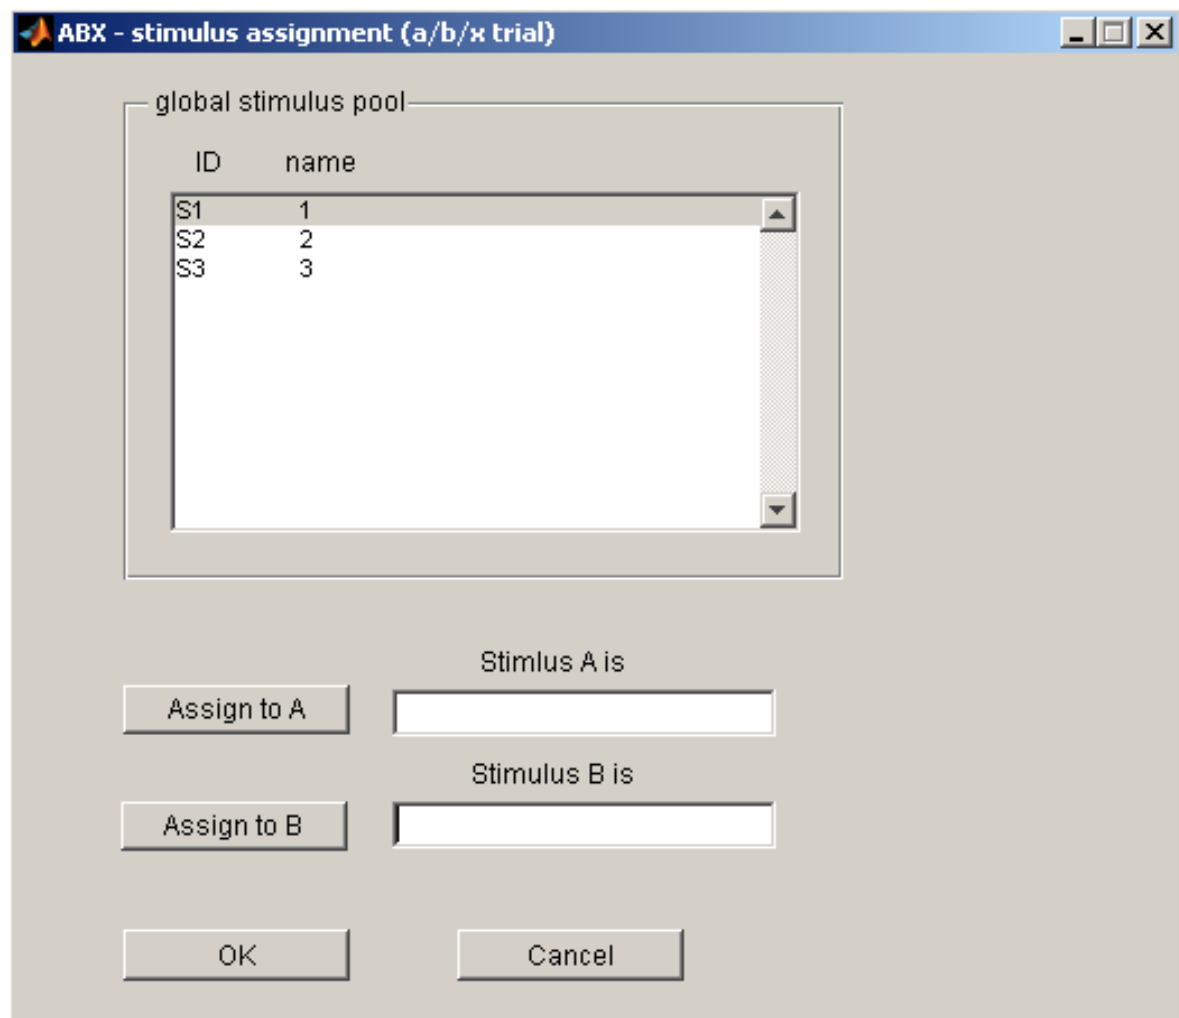 ABX - stimulus assignment (a/b/x trial)
global stimulus pool
ID name
S1 1
S2 2
S3 3
Stimlus A is
Assign to A
Stimulus B is
Assign to B
OK Cancel